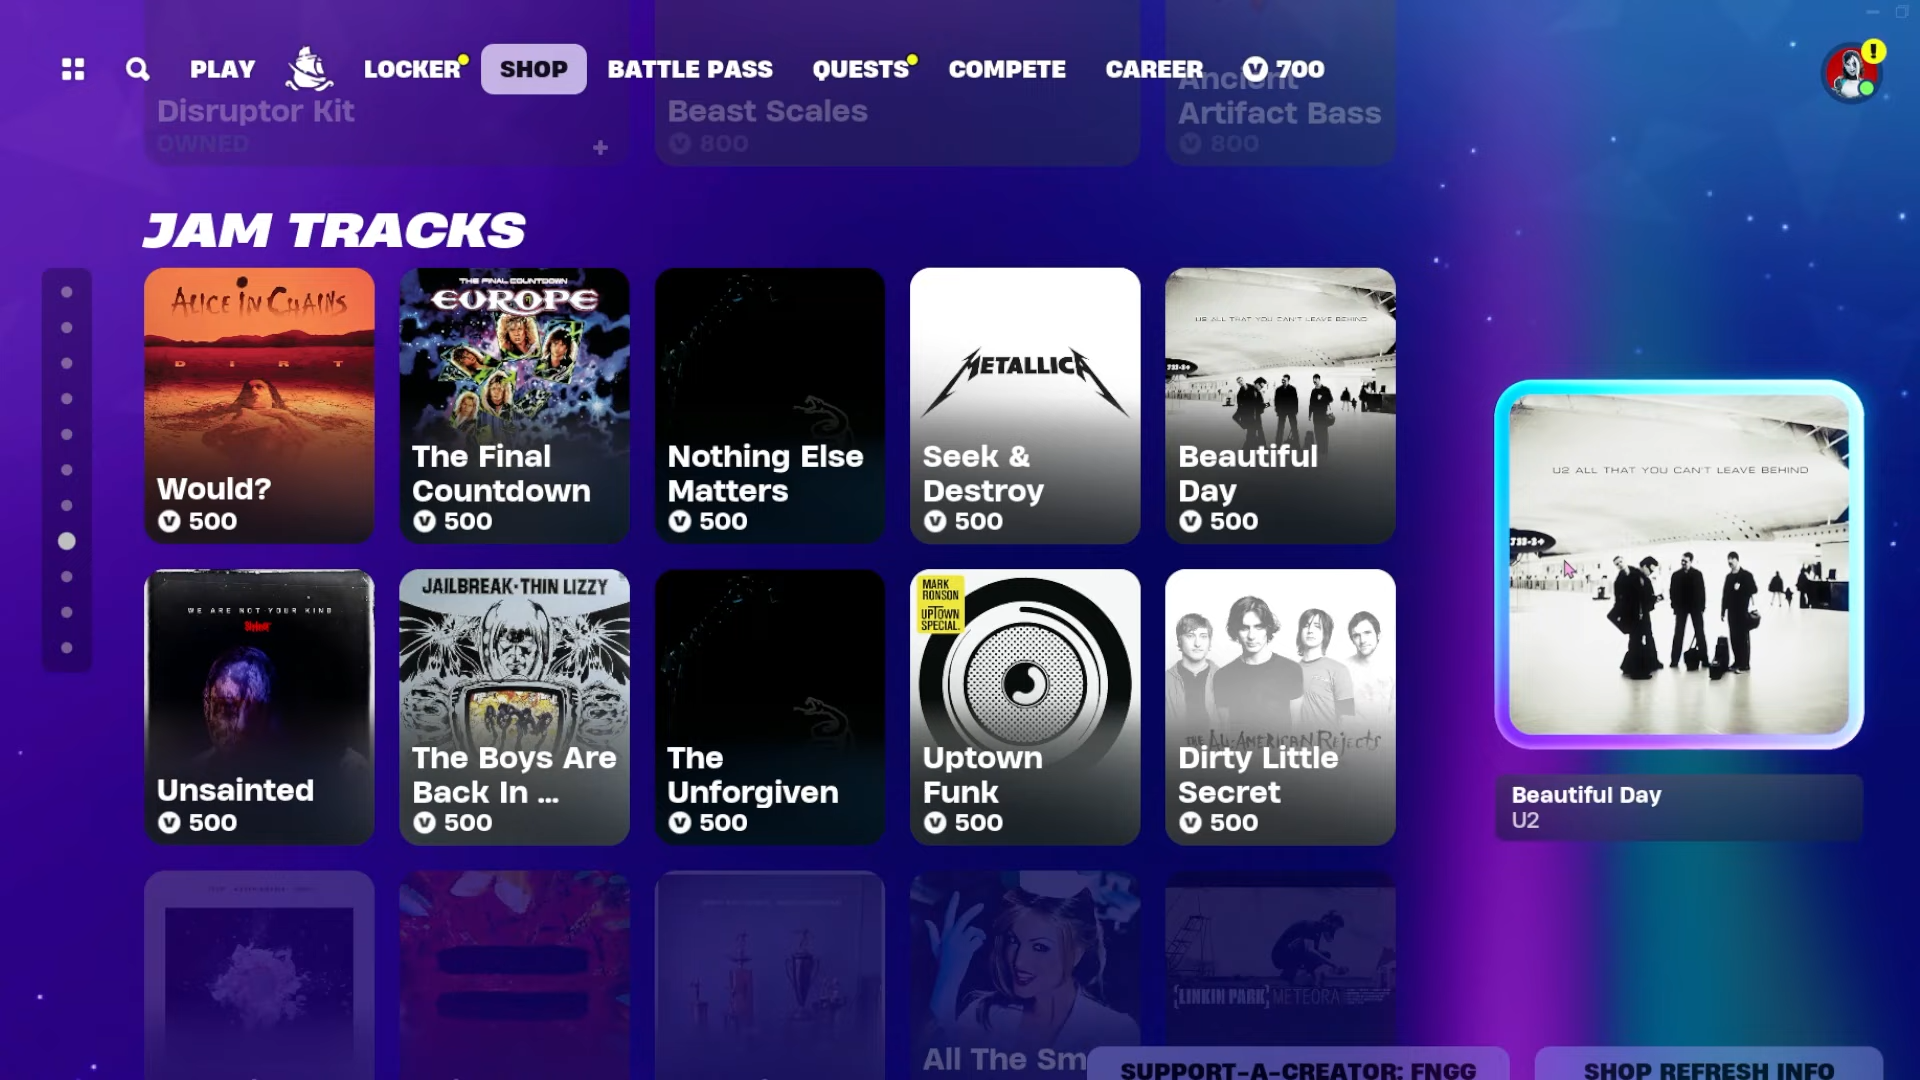 PLAY
LOCKER
SHOP
BATTLE PASS
QUESTS
COMPETE
CAREER
700
Disruptor Kit
OWNED
Beast Scales
800
Ancient
Artifact Bass
800
JAM TRACKS
ALICE IN CHAINS
DIRT
Would?
500
THE FINAL COUNTDOWN
EUROPE
The Final
Countdown
500
Nothing Else
Matters
500
METALLICA
Seek &
Destroy
500
U2 ALL THAT YOU CAN'T LEAVE BEHIND
Beautiful
Day
500
U2 ALL THAT YOU CAN'T LEAVE BEHIND
J33-3→
Beautiful Day
U2
WE ARE NOT YOUR KIND
Slipknot
Unsainted
500
JAILBREAK·THIN LIZZY
The Boys Are
Back In ...
500
The
Unforgiven
500
MARK
RONSON
UPTOWN
SPECIAL.
Uptown
Funk
500
THE ALL-AMERICAN REJECTS
Dirty Little
Secret
500
All The Sm
[LINKIN PARK] METEORA
SUPPORT-A-CREATOR: FNGG
SHOP REFRESH INFO